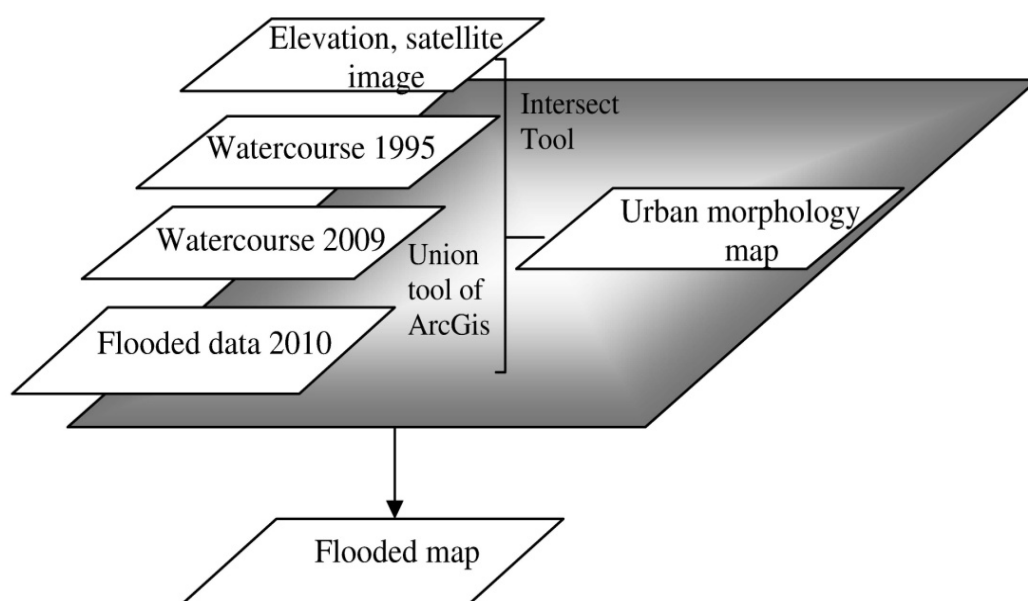 Elevation, satellite
image
Intersect
Tool
Watercourse 1995
Urban morphology
map
Watercourse 2009
Union
tool of
ArcGis
Flooded data 2010
Flooded map